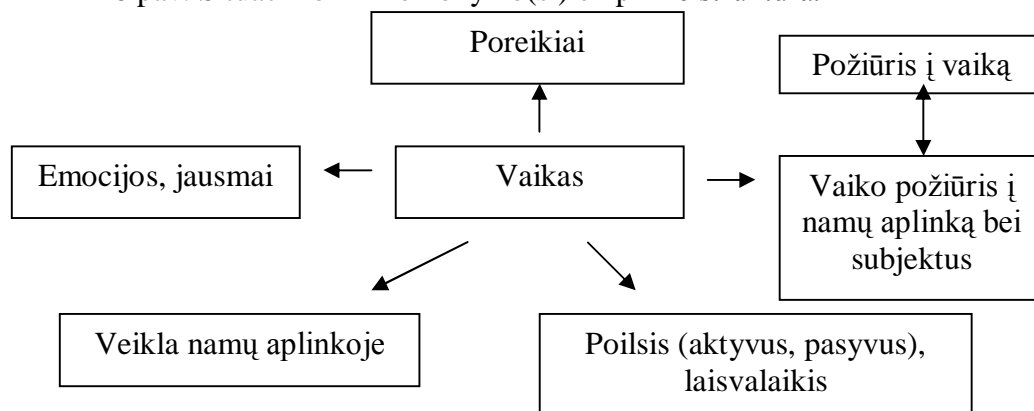 Poreikiai
Požiūris į vaiką
Emocijos, jausmai
Vaikas
Vaiko požiūris į
namų aplinką bei
subjektus
Veikla namų aplinkoje
Poilsis (aktyvus, pasyvus),
laisvalaikis